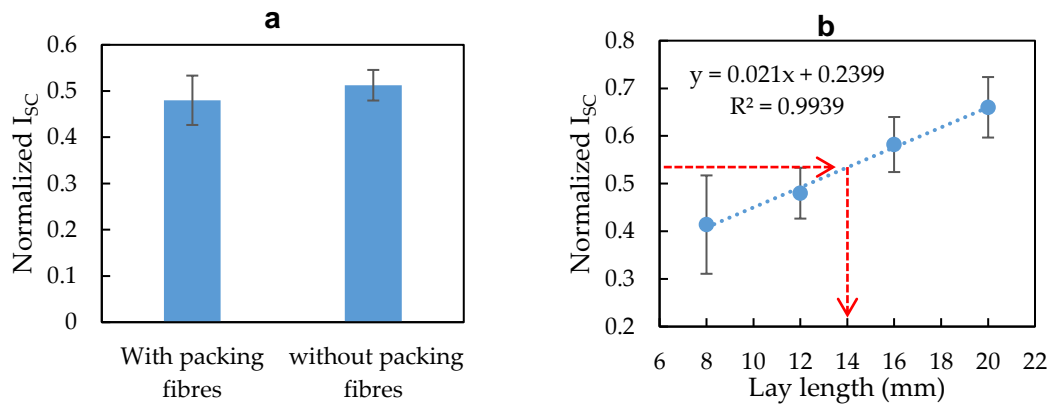 a
Normalized I_SC
0.6
0.5
0.4
0.3
0.2
0.1
0
With packing
fibres
without packing
fibres
b
Normalized I_SC
0.8
0.7
0.6
0.5
0.4
0.3
0.2
y = 0.021x + 0.2399
R² = 0.9939
6 8 10 12 14 16 18 20 22
Lay length (mm)